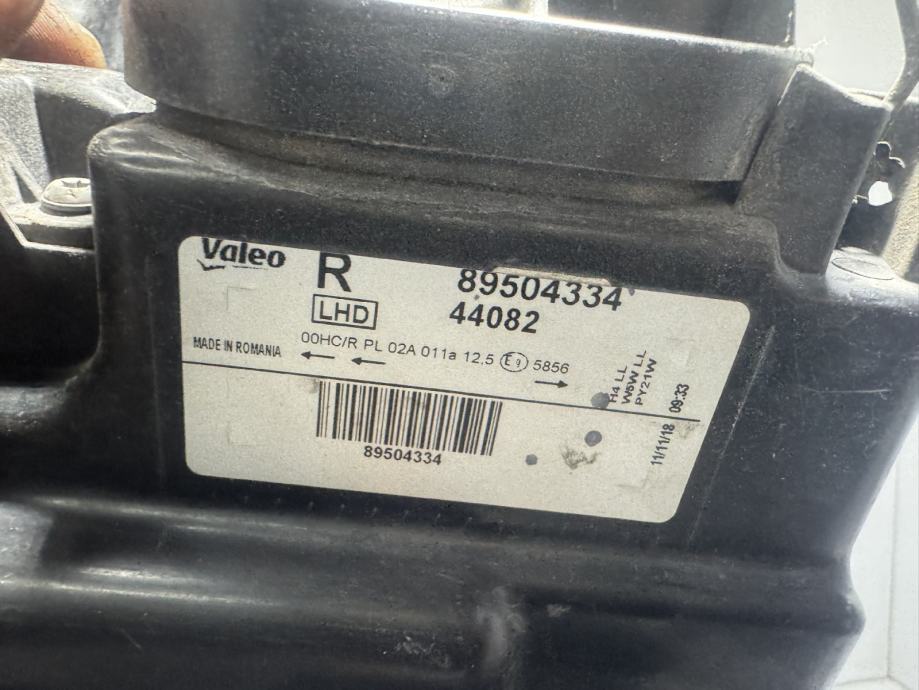 Valeo
R
89504334
LHD
44082
MADE IN ROMANIA
00HC/R PL 02A 011a 12,5 E9 5856
H4 LL
W5W LL
PY21W
11/11/18 09:33
89504334